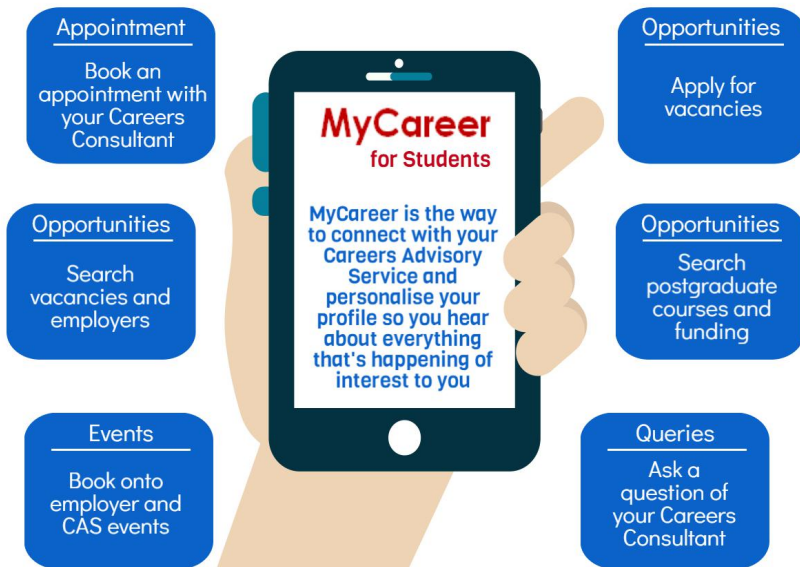 Appointment
Book an
appointment with
your Careers
Consultant
Opportunities
Search
vacancies and
employers
Events
Book onto
employer and
CAS events
MyCareer
for Students
MyCareer is the way
to connect with your
Careers Advisory
Service and
personalise your
profile so you hear
about everything
that's happening of
interest to you
Opportunities
Apply for
vacancies
Opportunities
Search
postgraduate
courses and
funding
Queries
Ask a
question of
your Careers
Consultant